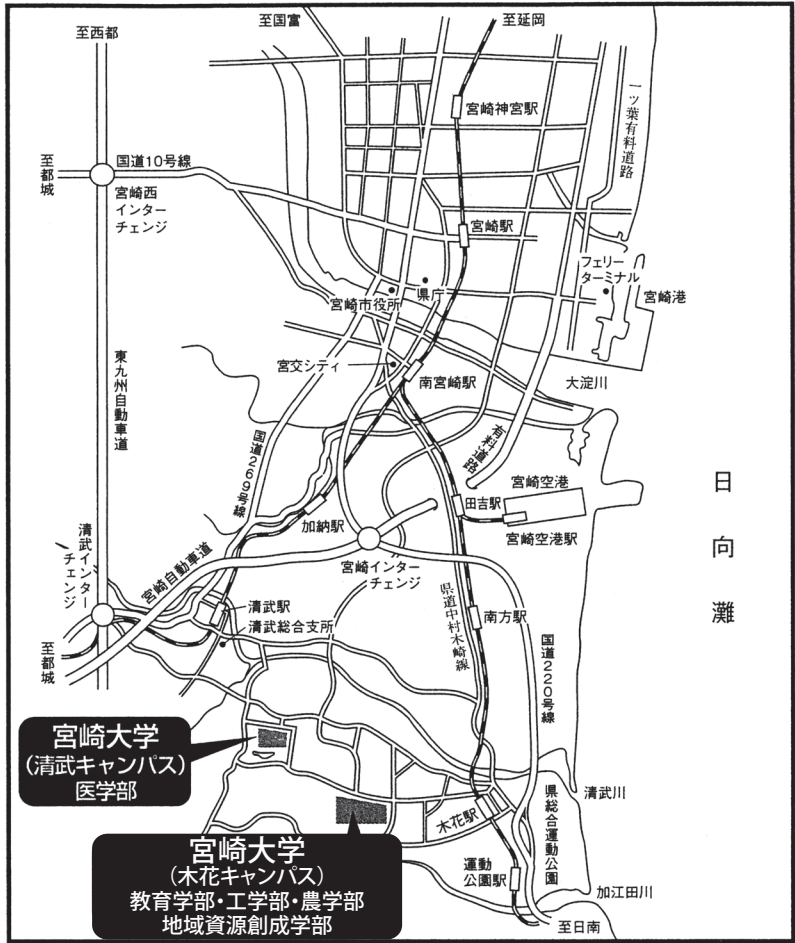 至西都
至国富
至延岡
宮崎神宮駅
一ツ葉有料道路
国道10号線
至都城
宮崎西
インター
チェンジ
宮崎駅
フェリー
ターミナル
宮崎港
県庁
宮崎市役所
宮交シティ
南宮崎駅
大淀川
東九州自動車道
国道269号線
有料道路
宮崎空港
田吉駅
宮崎空港駅
日向灘
加納駅
清武インター
チェンジ
宮崎自動車道
宮崎インター
チェンジ
県道中村木崎線
南方駅
国道220号線
清武駅
清武総合支所
至都城
宮崎大学
(清武キャンパス)
医学部
清武川
木花駅
県総合運動公園
宮崎大学
(木花キャンパス)
教育学部・工学部・農学部
地域資源創成学部
運動
公園駅
加江田川
至日南